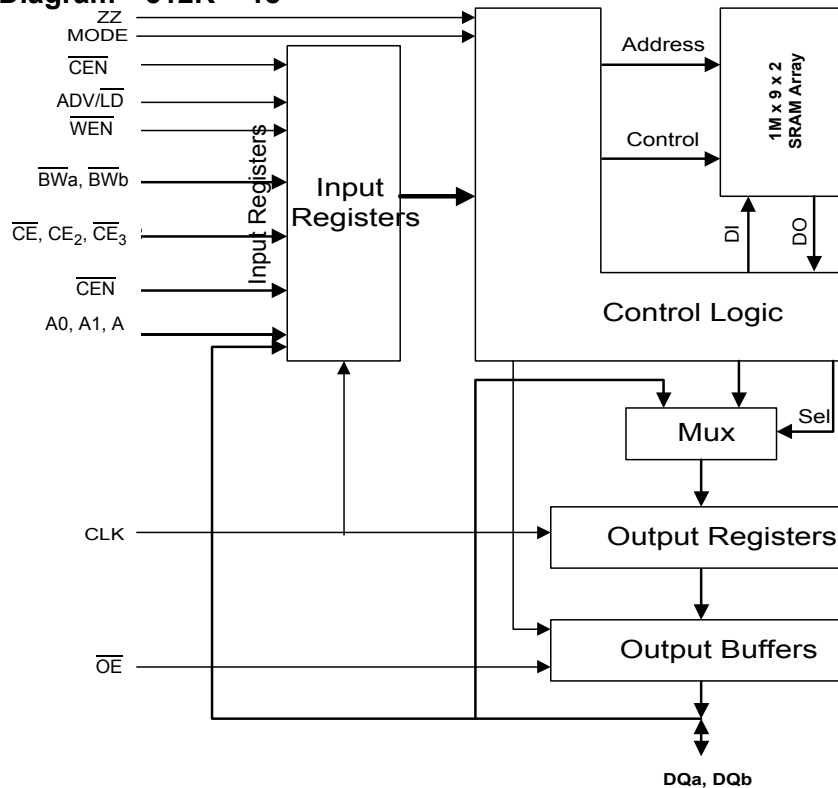 ZZ
MODE
CEN
ADV/LD
WEN
BWa, BWb
CE, CE2, CE3
CEN
A0, A1, A
Input Registers
Input
Registers
Address
Control
1M x 9 x 2
SRAM Array
DI
DO
Control Logic
Sel
Mux
CLK
Output Registers
OE
Output Buffers
DQa, DQb